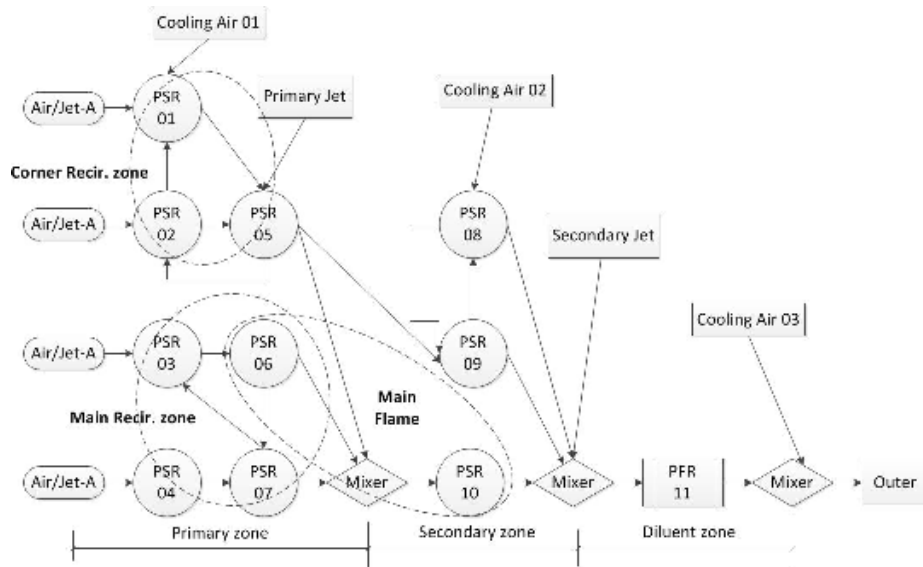 Cooling Air 01
Air/Jet-A
PSR
01
Primary Jet
Cooling Air 02
Corner Recir. zone
Air/Jet-A
PSR
02
PSR
05
PSR
08
Secondary Jet
Air/Jet-A
PSR
03
PSR
06
PSR
09
Cooling Air 03
Main Recir. zone
Main
Flame
Air/Jet-A
PSR
04
PSR
07
Mixer
PSR
10
Mixer
PFR
11
Mixer
Outer
Primary zone
Secondary zone
Diluent zone